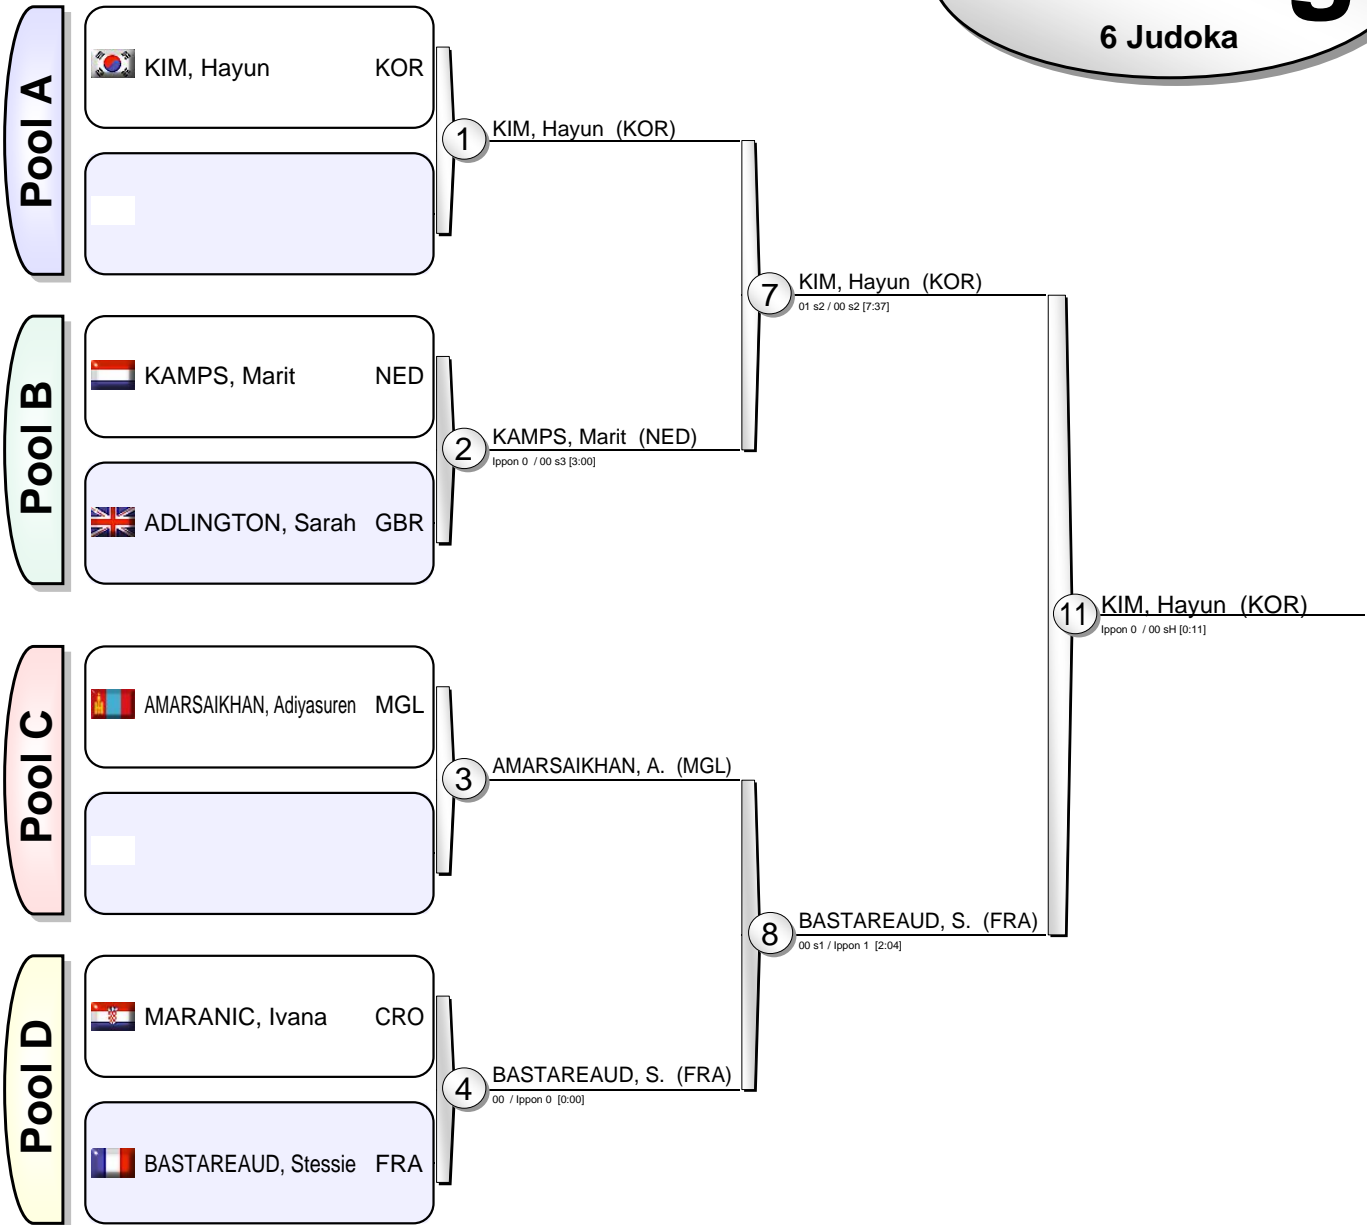 6 Judoka
Pool A
KIM, Hayun KOR
1 KIM, Hayun (KOR)
7 KIM, Hayun (KOR)
01 s2 / 00 s2 [7:37]
Pool B
KAMPS, Marit NED
2 KAMPS, Marit (NED)
Ippon 0 / 00 s3 [3:00]
ADLINGTON, Sarah GBR
11 KIM, Hayun (KOR)
Ippon 0 / 00 sH [0:11]
Pool C
AMARSAIKHAN, Adiyasuren MGL
3 AMARSAIKHAN, A. (MGL)
8 BASTAREAUD, S. (FRA)
00 s1 / Ippon 1 [2:04]
Pool D
MARANIC, Ivana CRO
4 BASTAREAUD, S. (FRA)
00 / Ippon 0 [0:00]
BASTAREAUD, Stessie FRA